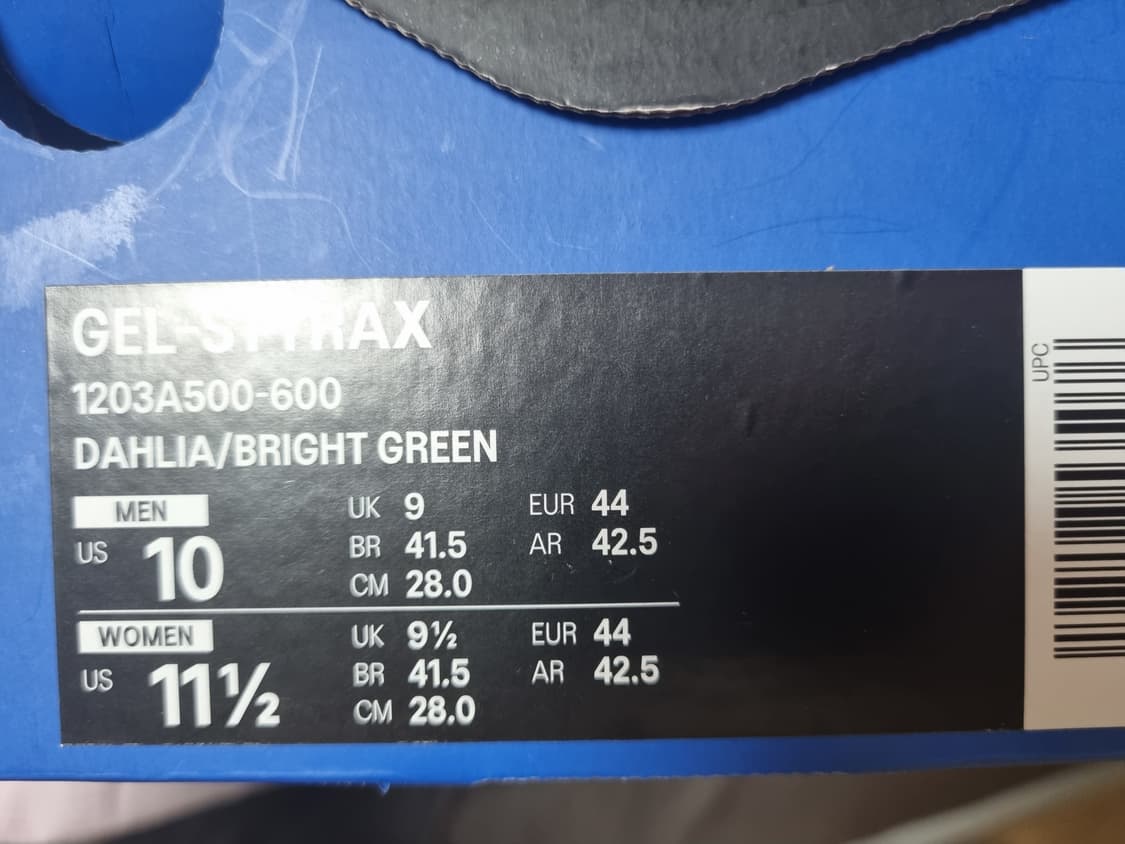 GEL-STYRAX
1203A500-600
DAHLIA/BRIGHT GREEN
MEN
US 10
UK 9
EUR 44
BR 41.5
AR 42.5
CM 28.0
WOMEN
US 11½
UK 9½
EUR 44
BR 41.5
AR 42.5
CM 28.0
UPC